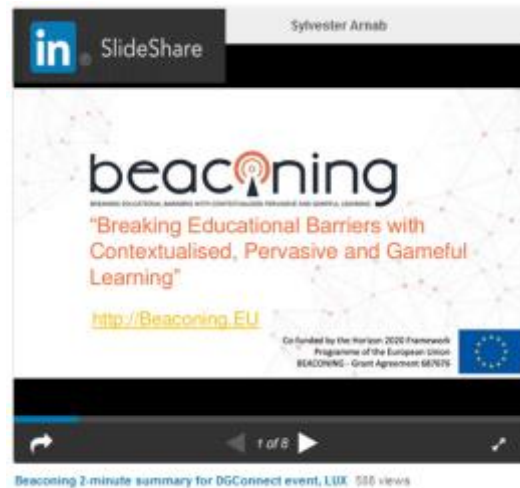 Sylvester Arnab
in® SlideShare
beaconing
BREAKING EDUCATIONAL BARRIERS WITH CONTEXTUALISED, PERVASIVE AND GAMEFUL LEARNING
"Breaking Educational Barriers with
Contextualised, Pervasive and Gameful
Learning"
http://Beaconing.EU
Co-funded by the Horizon 2020 Framework
Programme of the European Union
BEACONING - Grant Agreement 687676
1 of 8
Beaconing 2-minute summary for DGConnect event, LUX 588 views